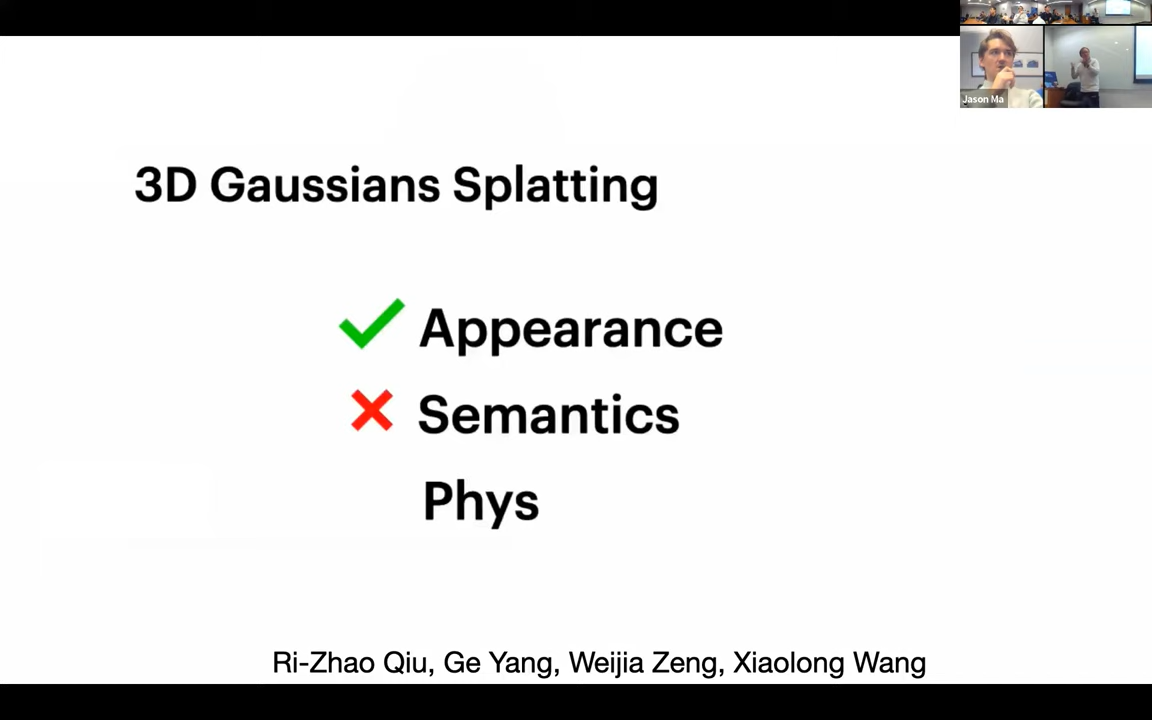 Jason Ma
3D Gaussians Splatting
Appearance
Semantics
Phys
Ri-Zhao Qiu, Ge Yang, Weijia Zeng, Xiaolong Wang